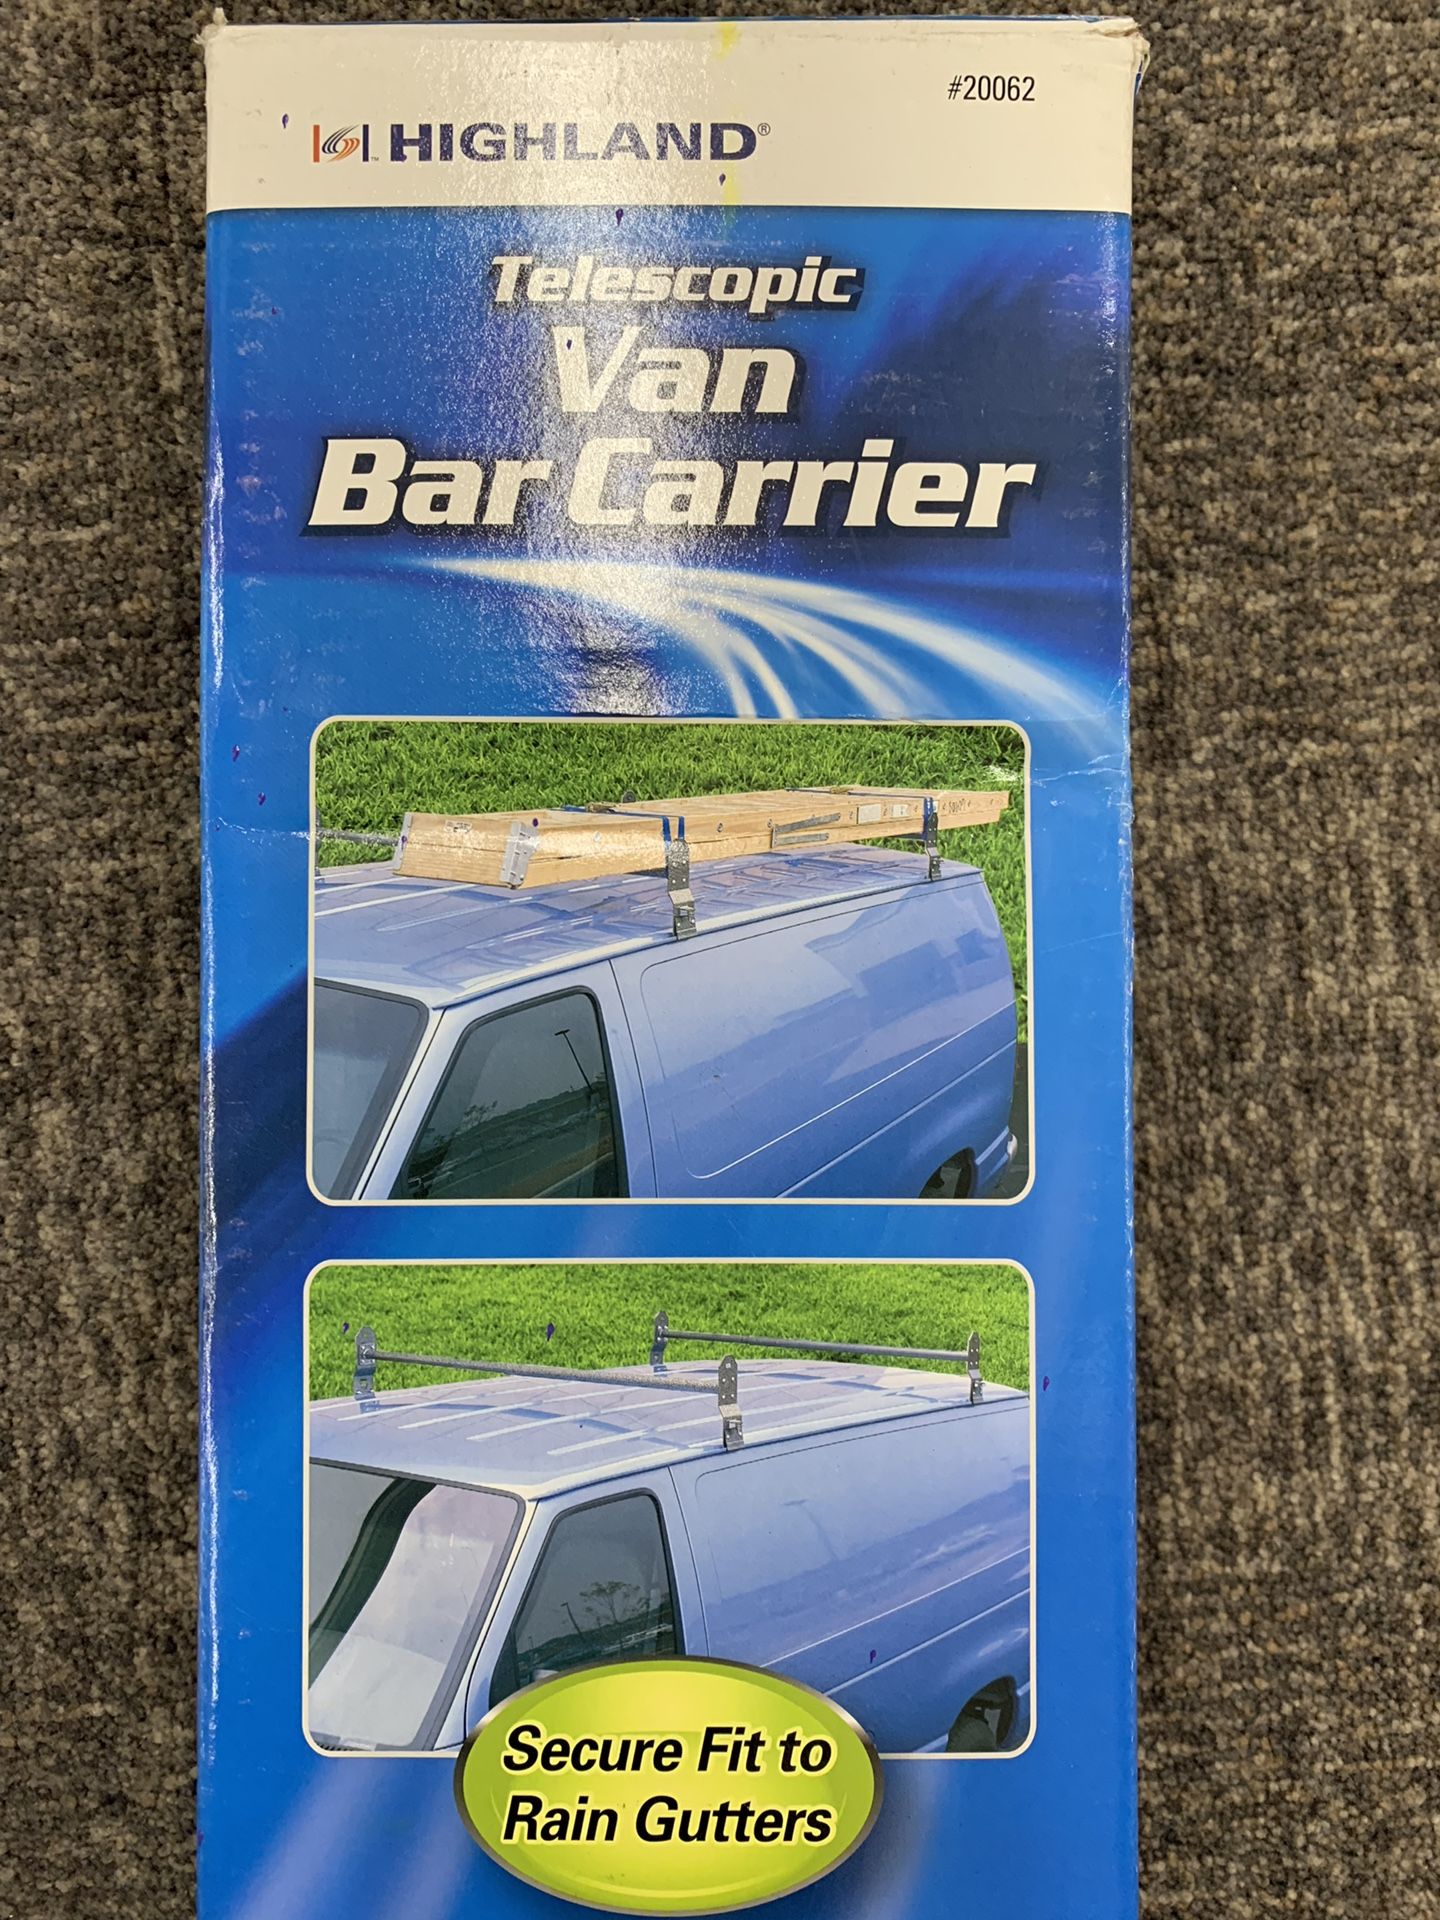 #20062
HIGHLAND®
Telescopic
Van
Bar Carrier
Secure Fit to
Rain Gutters